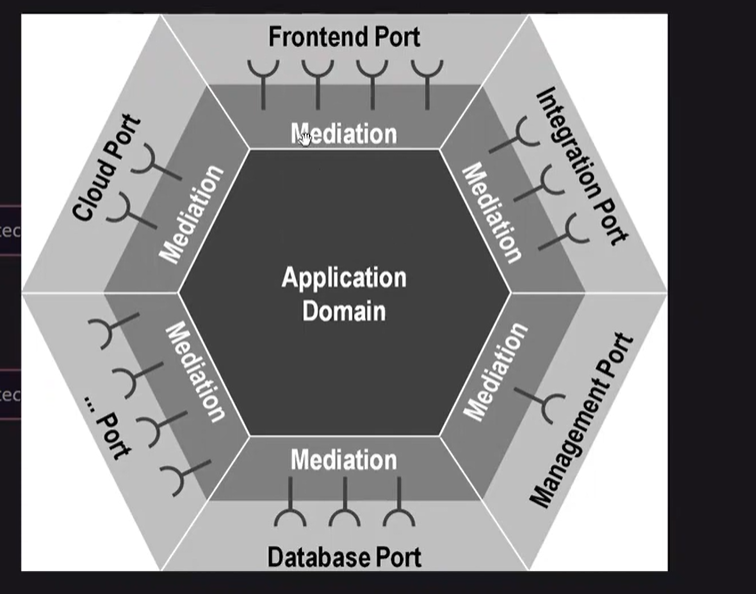 Frontend Port
Mediation
Cloud Port
Mediation
Integration Port
Mediation
Application
Domain
... Port
Mediation
Management Port
Mediation
Mediation
Database Port
tec
tec